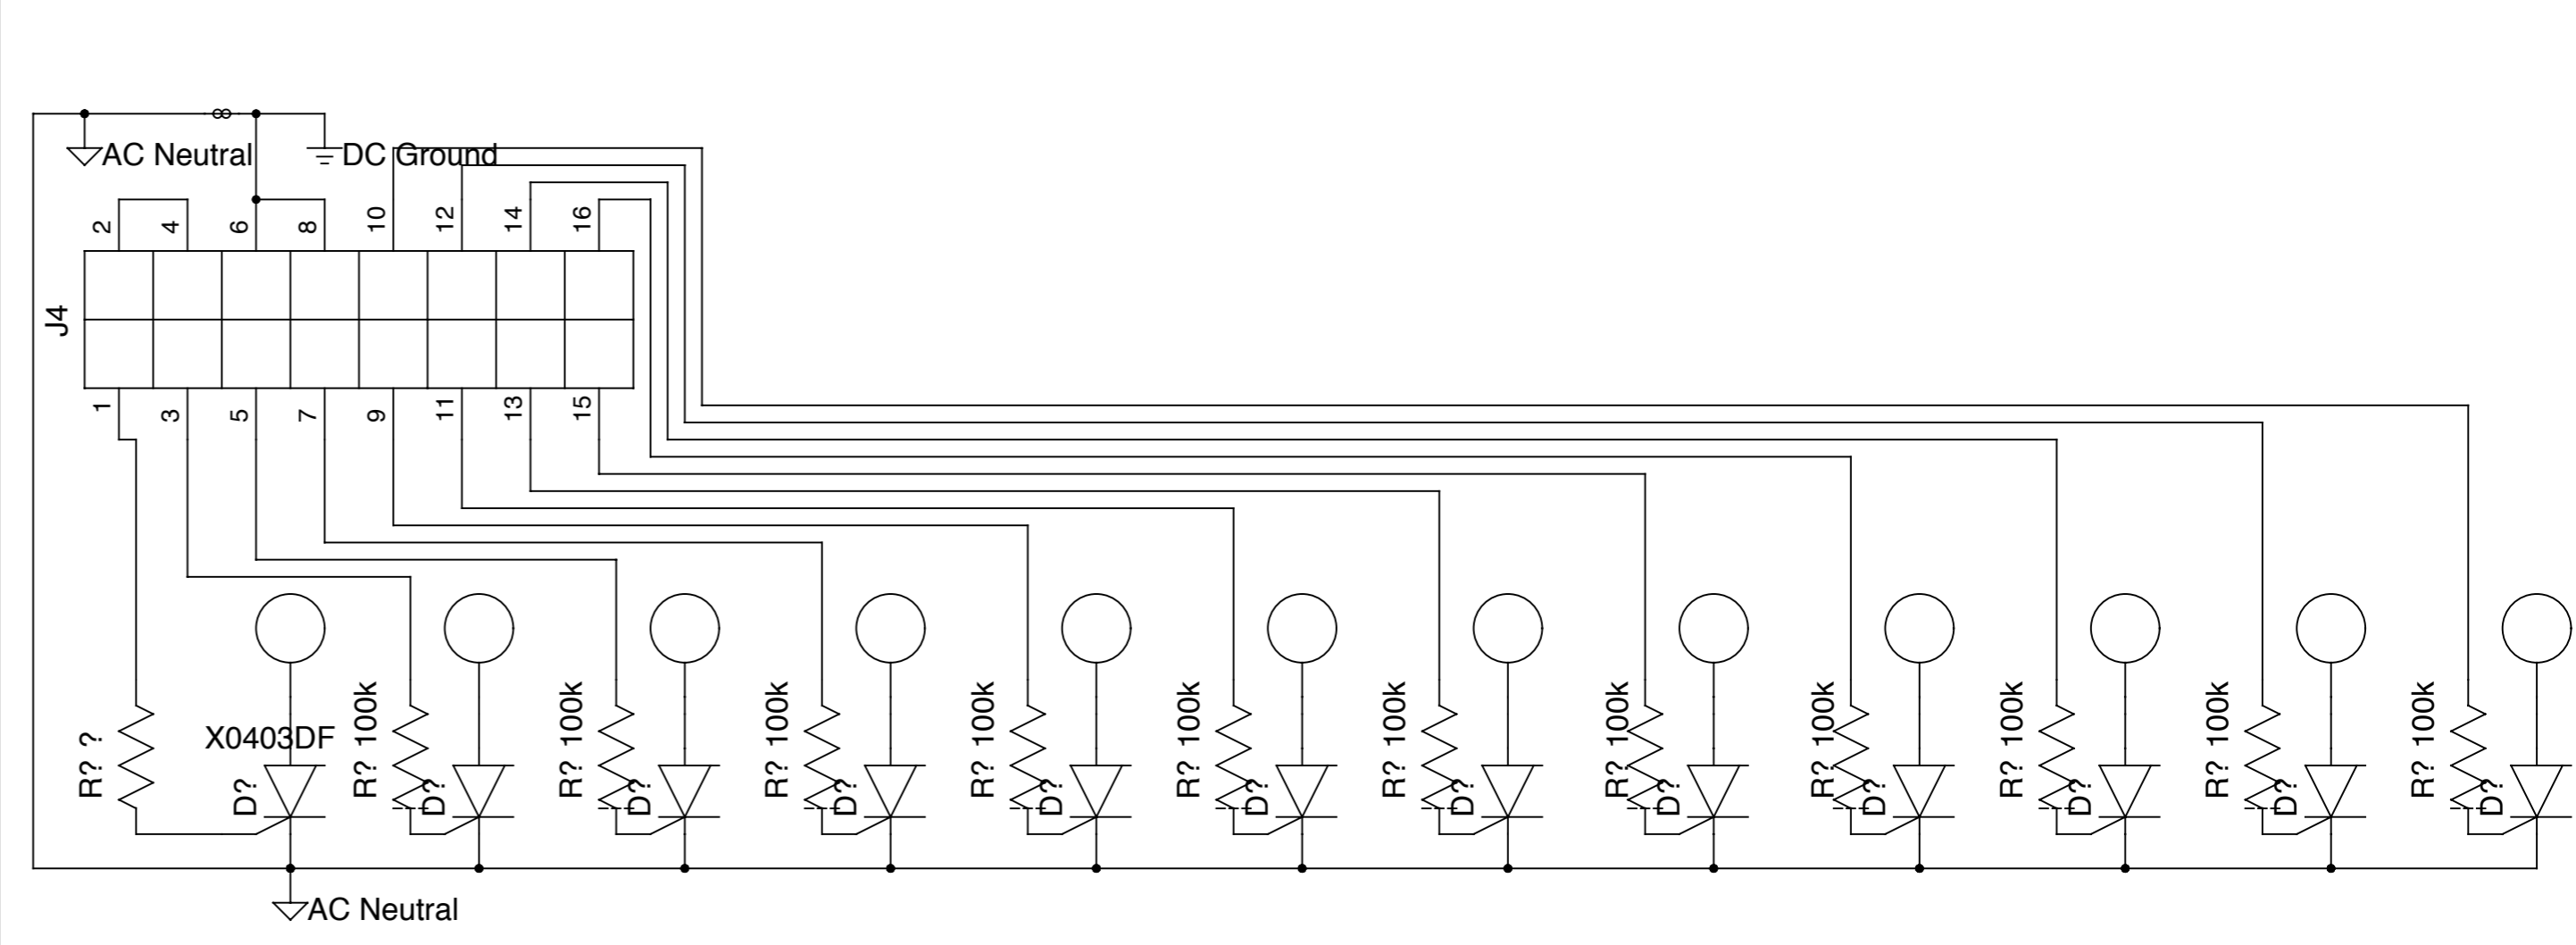 AC Neutral
DC Ground
2
4
6
8
10
12
14
16
J4
1
3
5
7
9
11
13
15
R? ?
X0403DF
D?
R? 100k
D?
R? 100k
D?
R? 100k
D?
R? 100k
D?
R? 100k
D?
R? 100k
D?
R? 100k
D?
R? 100k
D?
R? 100k
D?
R? 100k
D?
R? 100k
D?
AC Neutral